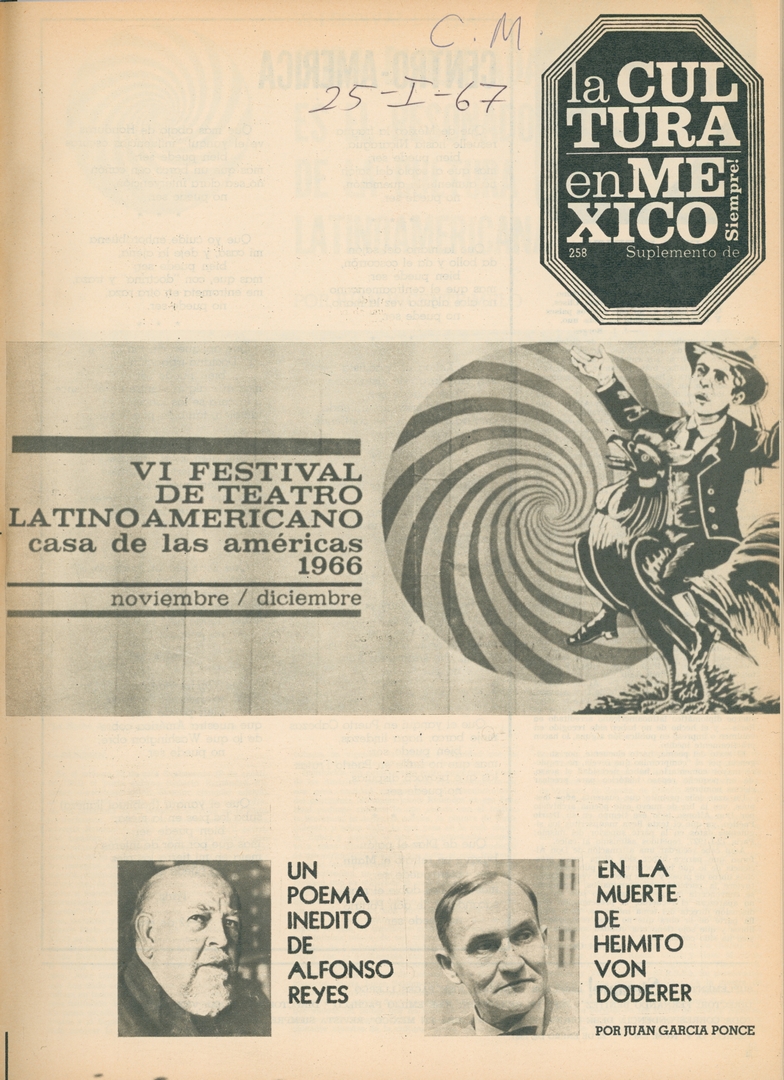 C. M.
25-I-67
la CUL
TURA
en ME
XICO
Siempre!
258 Suplemento de
VI FESTIVAL
DE TEATRO
LATINOAMERICANO
casa de las américas
1966
noviembre / diciembre
UN
POEMA
INEDITO
DE
ALFONSO
REYES
EN LA
MUERTE
DE
HEIMITO
VON
DODERER
POR JUAN GARCIA PONCE